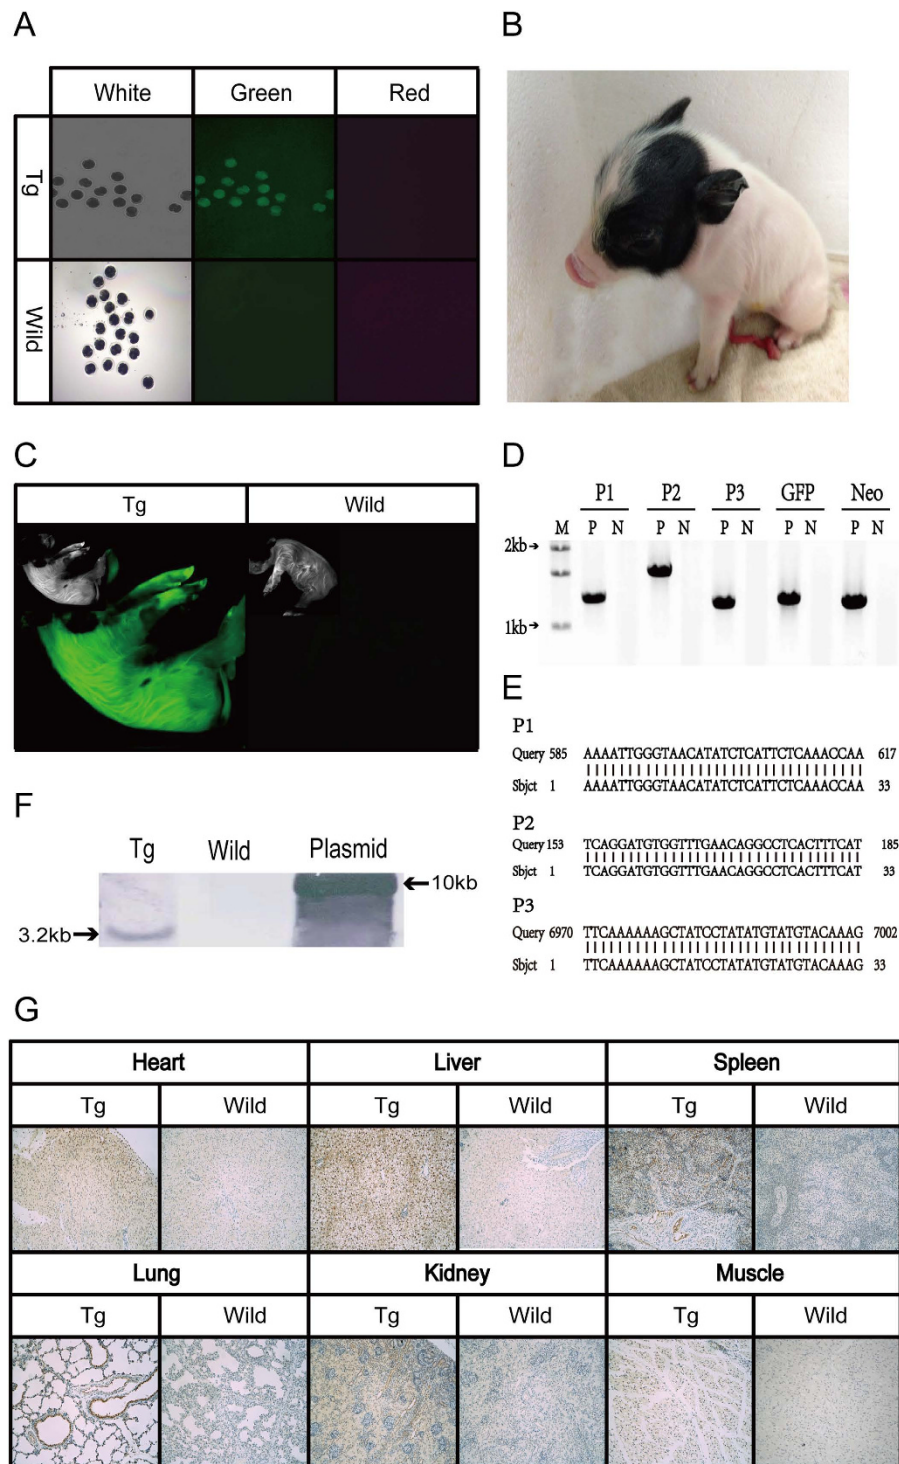 A
White Green Red
Tg
Wild
B
C
Tg Wild
D
P1 P2 P3 GFP Neo
M P N P N P N P N P N
2kb
1kb
E
P1
Query 585 AAAATTGGGTAACATATCTCATTCTCAAACCAA 617
Sbjct 1 AAAATTGGGTAACATATCTCATTCTCAAACCAA 33
P2
Query 153 TCAGGATGTGGTTTGAACAGGCCTCACTTTCAT 185
Sbjct 1 TCAGGATGTGGTTTGAACAGGCCTCACTTTCAT 33
P3
Query 6970 TTCAAAAAAGCTATCCTATATGTATGTACAAAG 7002
Sbjct 1 TTCAAAAAAGCTATCCTATATGTATGTACAAAG 33
F
Tg Wild Plasmid
10kb
3.2kb
G
Heart Liver Spleen
Tg Wild Tg Wild Tg Wild
Lung Kidney Muscle
Tg Wild Tg Wild Tg Wild